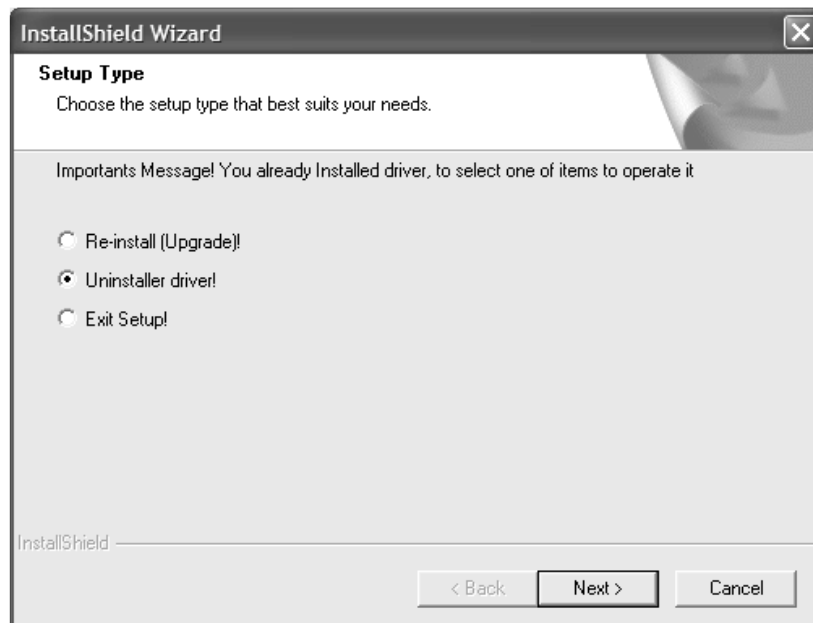 InstallShield Wizard
Setup Type
Choose the setup type that best suits your needs.
Importants Message! You already Installed driver, to select one of items to operate it
Re-install (Upgrade)!
Uninstaller driver!
Exit Setup!
InstallShield
< Back Next > Cancel